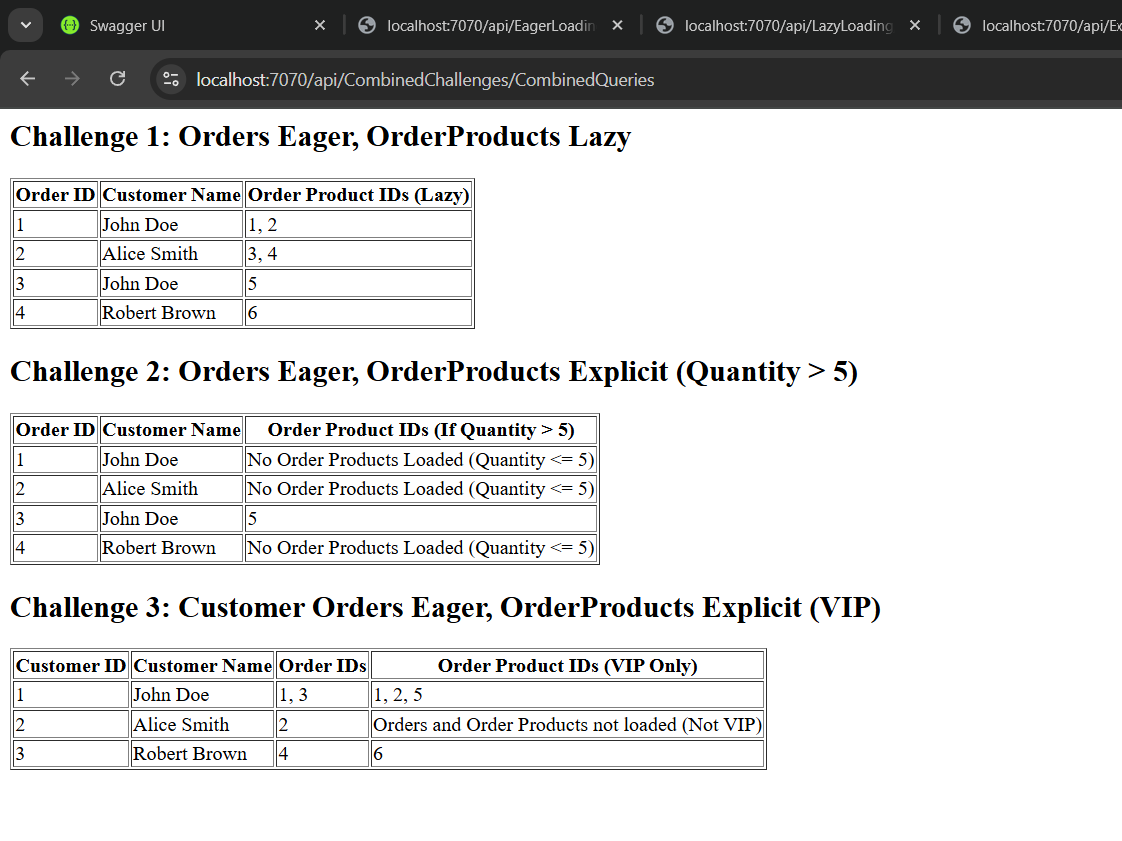 Swagger UI localhost:7070/api/EagerLoadin localhost:7070/api/LazyLoading localhost:7070/api/Ex
localhost:7070/api/CombinedChallenges/CombinedQueries
Challenge 1: Orders Eager, OrderProducts Lazy
Order ID Customer Name Order Product IDs (Lazy)
1 John Doe 1, 2
2 Alice Smith 3, 4
3 John Doe 5
4 Robert Brown 6
Challenge 2: Orders Eager, OrderProducts Explicit (Quantity > 5)
Order ID Customer Name Order Product IDs (If Quantity > 5)
1 John Doe No Order Products Loaded (Quantity <= 5)
2 Alice Smith No Order Products Loaded (Quantity <= 5)
3 John Doe 5
4 Robert Brown No Order Products Loaded (Quantity <= 5)
Challenge 3: Customer Orders Eager, OrderProducts Explicit (VIP)
Customer ID Customer Name Order IDs Order Product IDs (VIP Only)
1 John Doe 1, 3 1, 2, 5
2 Alice Smith 2 Orders and Order Products not loaded (Not VIP)
3 Robert Brown 4 6